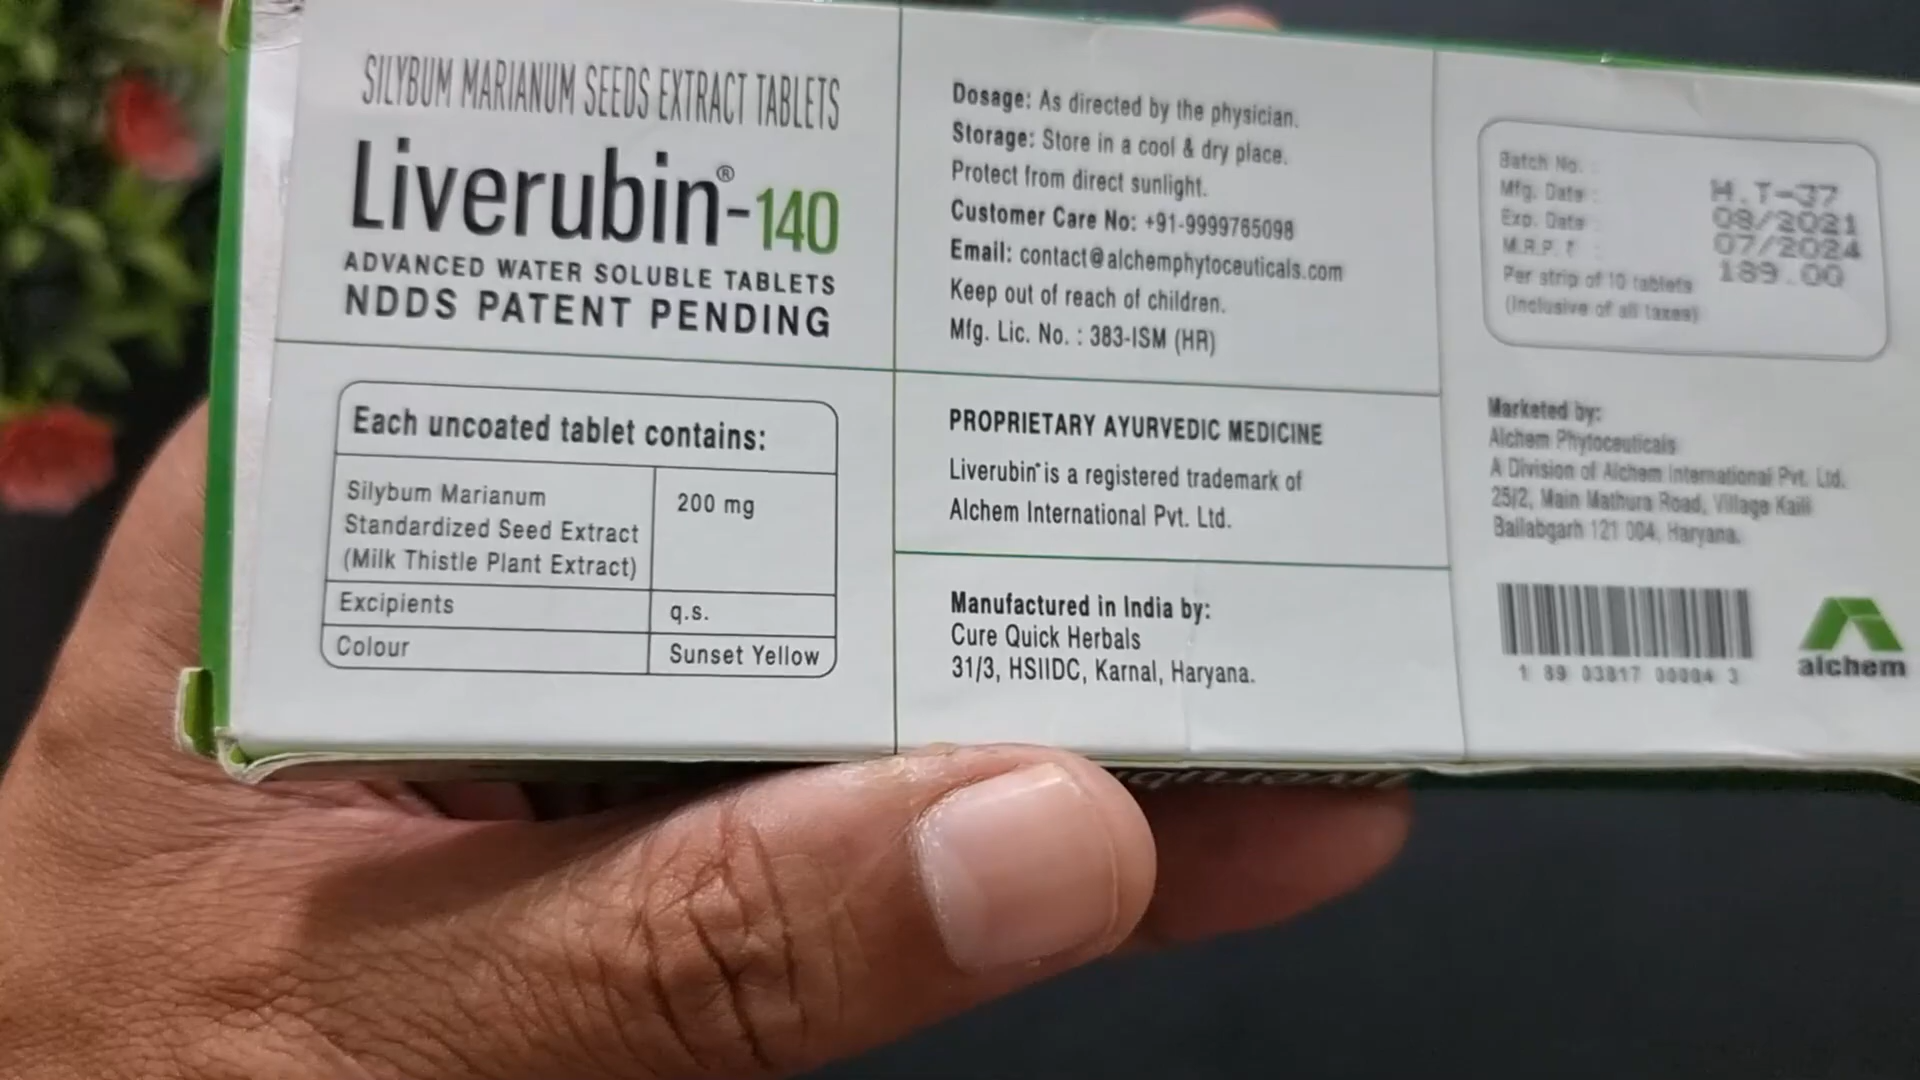 SILYBUM MARIANUM SEEDS EXTRACT TABLETS
Liverubin®-140
ADVANCED WATER SOLUBLE TABLETS
NDDS PATENT PENDING
Each uncoated tablet contains:
Silybum Marianum
Standardized Seed Extract
(Milk Thistle Plant Extract)
200 mg
Excipients
q.s.
Colour
Sunset Yellow
Dosage: As directed by the physician.
Storage: Store in a cool & dry place.
Protect from direct sunlight.
Customer Care No: +91-9999765098
Email: contact@alchemphytoceuticals.com
Keep out of reach of children.
Mfg. Lic. No. : 383-ISM (HR)
PROPRIETARY AYURVEDIC MEDICINE
Liverubin® is a registered trademark of
Alchem International Pvt. Ltd.
Manufactured in India by:
Cure Quick Herbals
31/3, HSIIDC, Karnal, Haryana.
Batch No. : H.T-37
Mfg. Date : 08/2021
Exp. Date : 07/2024
M.R.P. ₹ : 189.00
Per strip of 10 tablets
(Inclusive of all taxes)
Marketed by:
Alchem Phytoceuticals
A Division of Alchem International Pvt. Ltd.
25/2, Main Mathura Road, Village Kaili
Ballabgarh 121 004, Haryana.
1 89 03817 00004 3
alchem